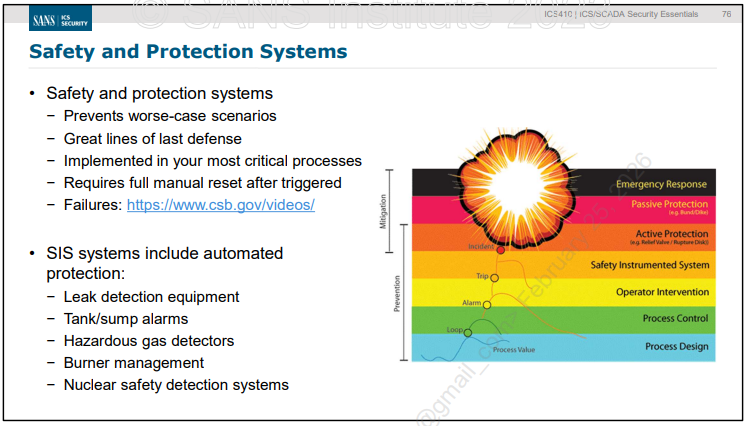 © SANS Institute 2026
SANS | ICS SECURITY
ICS410 | ICS/SCADA Security Essentials 76
Safety and Protection Systems
• Safety and protection systems
− Prevents worse-case scenarios
− Great lines of last defense
− Implemented in your most critical processes
− Requires full manual reset after triggered
− Failures: https://www.csb.gov/videos/
• SIS systems include automated
protection:
− Leak detection equipment
− Tank/sump alarms
− Hazardous gas detectors
− Burner management
− Nuclear safety detection systems
Mitigation
Prevention
Emergency Response
Passive Protection
(e.g. Bund/Dike)
Active Protection
(e.g. Relief Valve / Rupture Disk)
Incident
Safety Instrumented System
Trip
Operator Intervention
Alarm
Process Control
Loop
Process Design
Process Value
@gmail
February 25, 2026